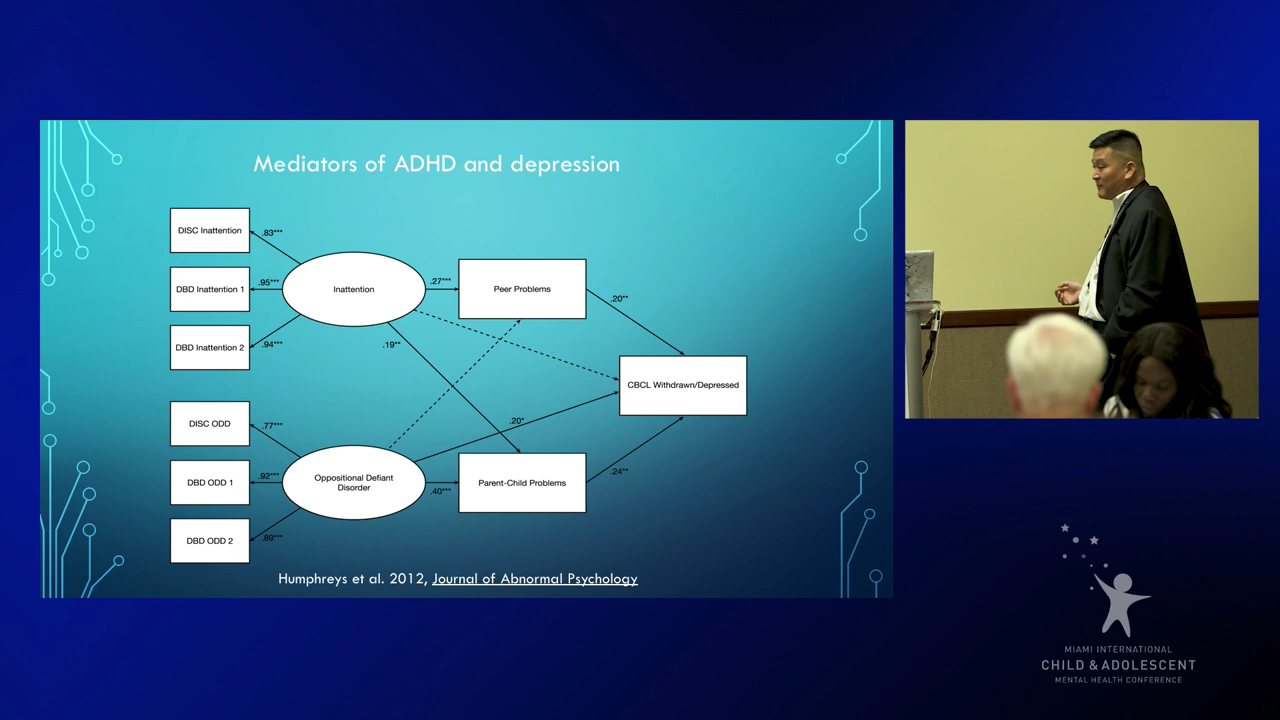 Mediators of ADHD and depression
DISC Inattention
.83***
DBD Inattention 1
.95***
Inattention
.27***
Peer Problems
.20**
DBD Inattention 2
.94***
.19**
CBCL Withdrawn/Depressed
DISC ODD
.77***
.20*
DBD ODD 1
.92***
Oppositional Defiant
Disorder
.40***
Parent-Child Problems
.24**
DBD ODD 2
.89***
Humphreys et al. 2012, Journal of Abnormal Psychology
MIAMI INTERNATIONAL
CHILD & ADOLESCENT
MENTAL HEALTH CONFERENCE